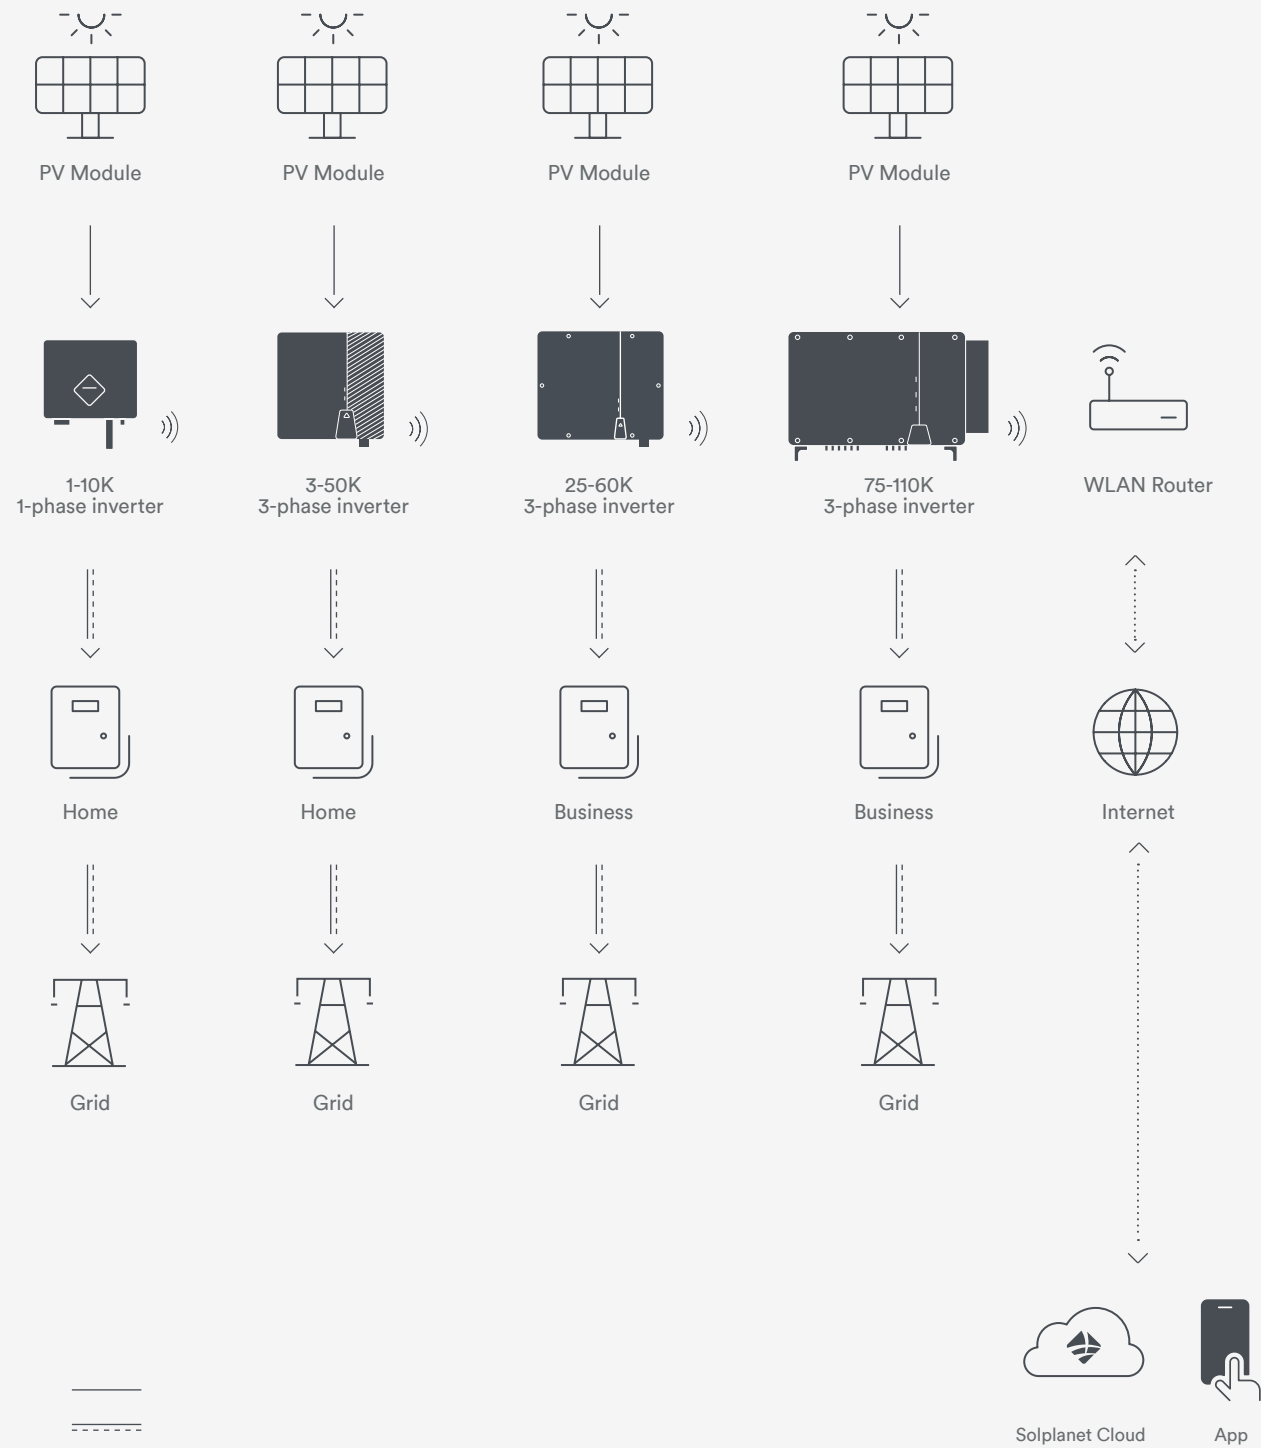 PV Module
PV Module
PV Module
PV Module
1-10K
1-phase inverter
3-50K
3-phase inverter
25-60K
3-phase inverter
75-110K
3-phase inverter
WLAN Router
Home
Home
Business
Business
Internet
Grid
Grid
Grid
Grid
Solplanet Cloud
App